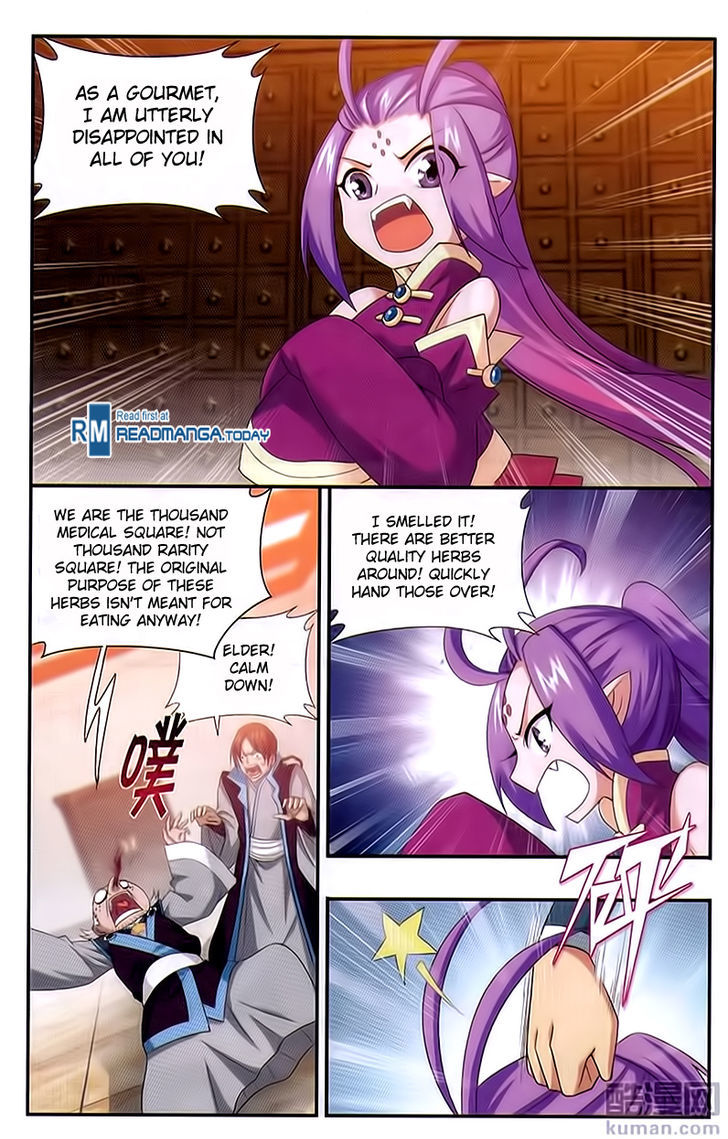 AS A GOURMET,
I AM UTTERLY
DISAPPOINTED IN
ALL OF YOU!
RM
Read first at
READMANGA.TODAY
WE ARE THE THOUSAND
MEDICAL SQUARE! NOT
THOUSAND RARITY
SQUARE! THE ORIGINAL
PURPOSE OF THESE
HERBS ISN'T MEANT FOR
EATING ANYWAY!
ELDER!
CALM
DOWN!
噗
I SMELLED IT!
THERE ARE BETTER
QUALITY HERBS
AROUND! QUICKLY
HAND THOSE OVER!
酷漫网
kuman.com